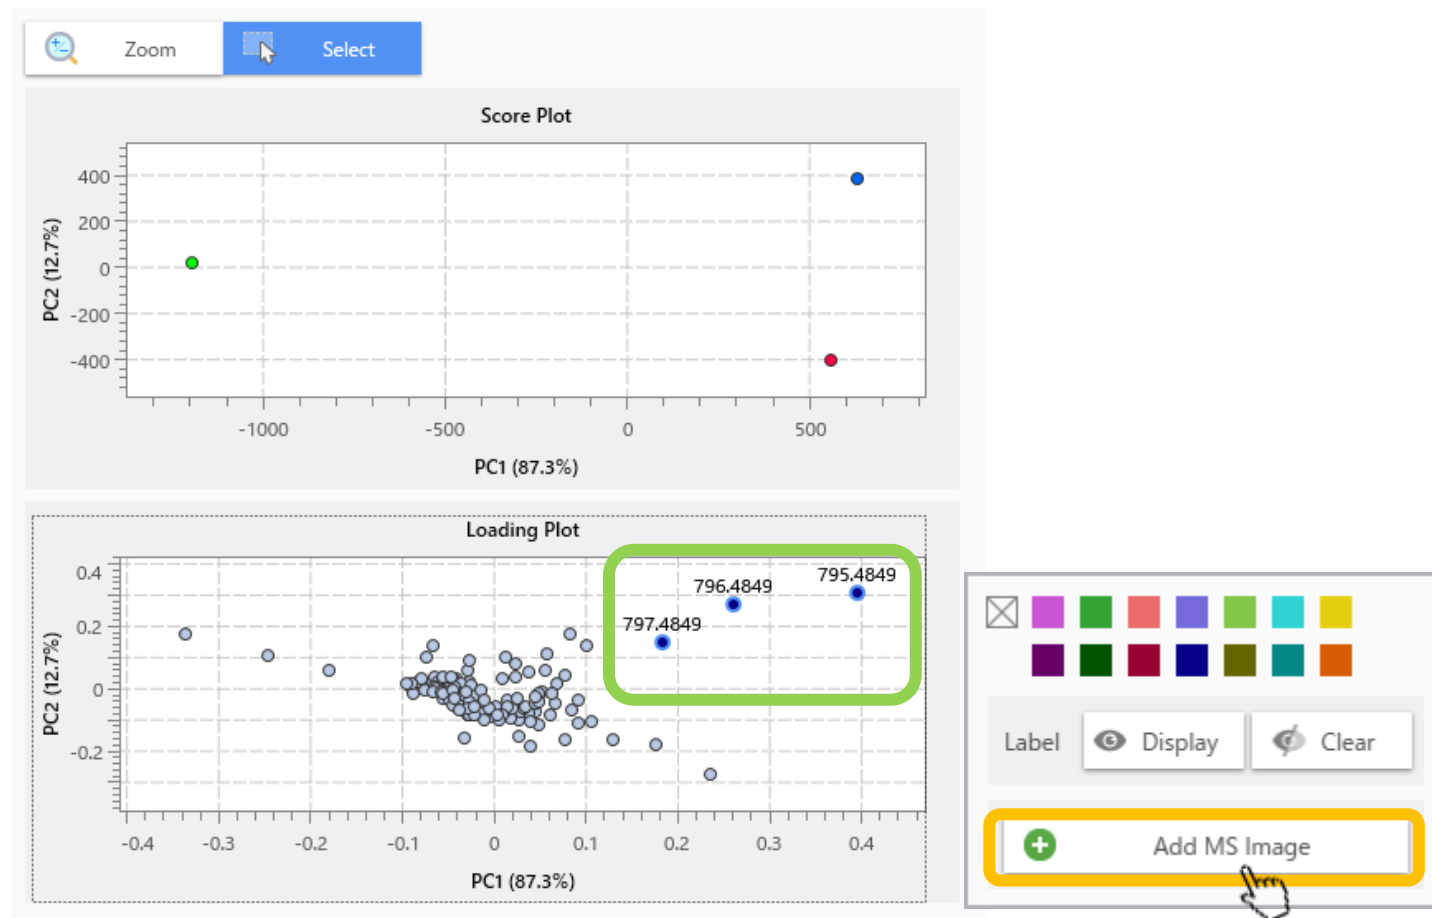 Zoom
Select
Score Plot
400
200
0
-200
-400
PC2 (12.7%)
-1000
-500
0
500
PC1 (87.3%)
Loading Plot
0.4
0.2
0
-0.2
PC2 (12.7%)
795.4849
796.4849
797.4849
-0.4
-0.3
-0.2
-0.1
0
0.1
0.2
0.3
0.4
PC1 (87.3%)
Label
Display
Clear
Add MS Image